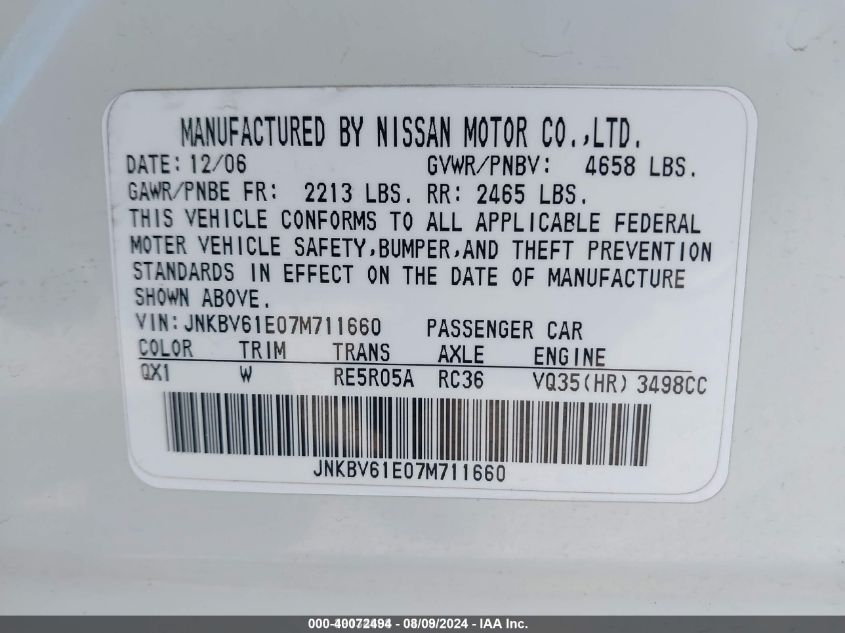 MANUFACTURED BY NISSAN MOTOR CO.,LTD.
DATE: 12/06 GVWR/PNBV: 4658 LBS.
GAWR/PNBE FR: 2213 LBS. RR: 2465 LBS.
THIS VEHICLE CONFORMS TO ALL APPLICABLE FEDERAL
MOTER VEHICLE SAFETY,BUMPER,AND THEFT PREVENTION
STANDARDS IN EFFECT ON THE DATE OF MANUFACTURE
SHOWN ABOVE.
VIN: JNKBV61E07M711660 PASSENGER CAR
COLOR TRIM TRANS AXLE ENGINE
QX1 W RE5R05A RC36 VQ35(HR) 3498CC
JNKBV61E07M711660
000-40072494 - 08/09/2024 - IAA Inc.